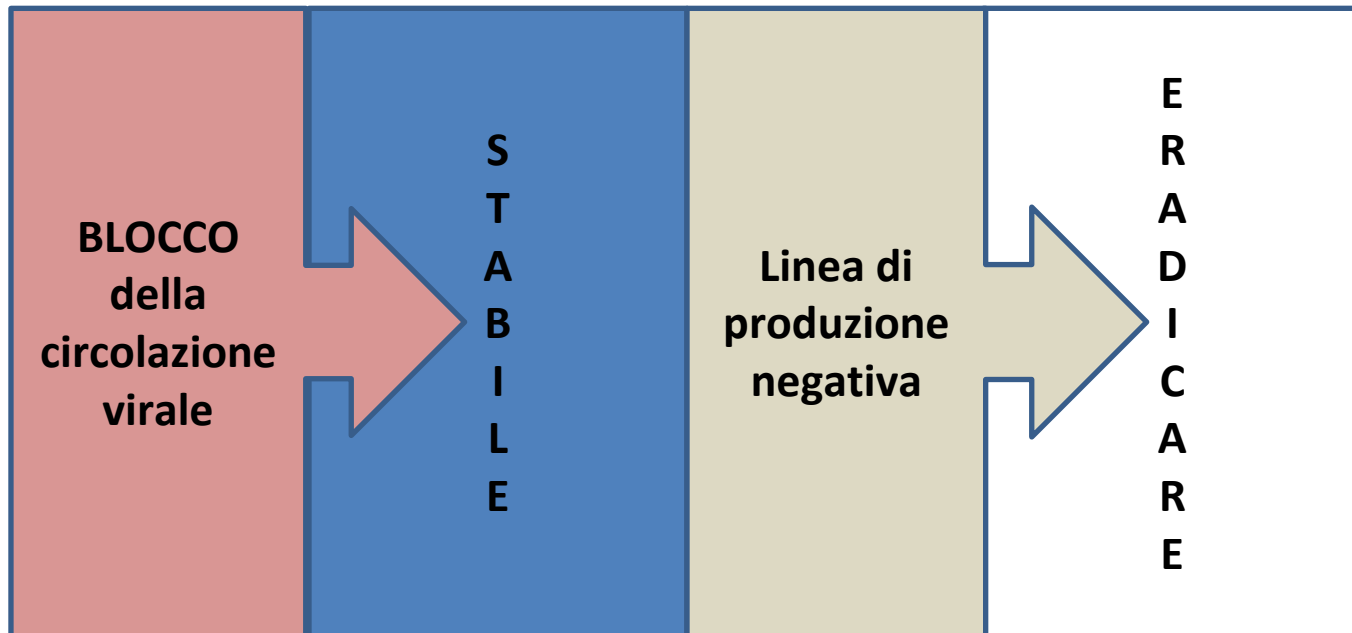 BLOCCO
della
circolazione
virale
S
T
A
B
I
L
E
Linea di
produzione
negativa
E
R
A
D
I
C
A
R
E